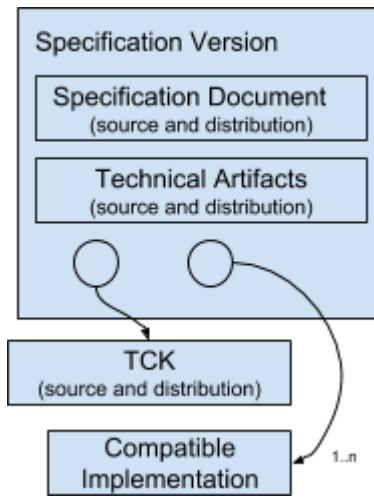 Specification Version
Specification Document
(source and distribution)
Technical Artifacts
(source and distribution)
TCK
(source and distribution)
Compatible
Implementation
1..n